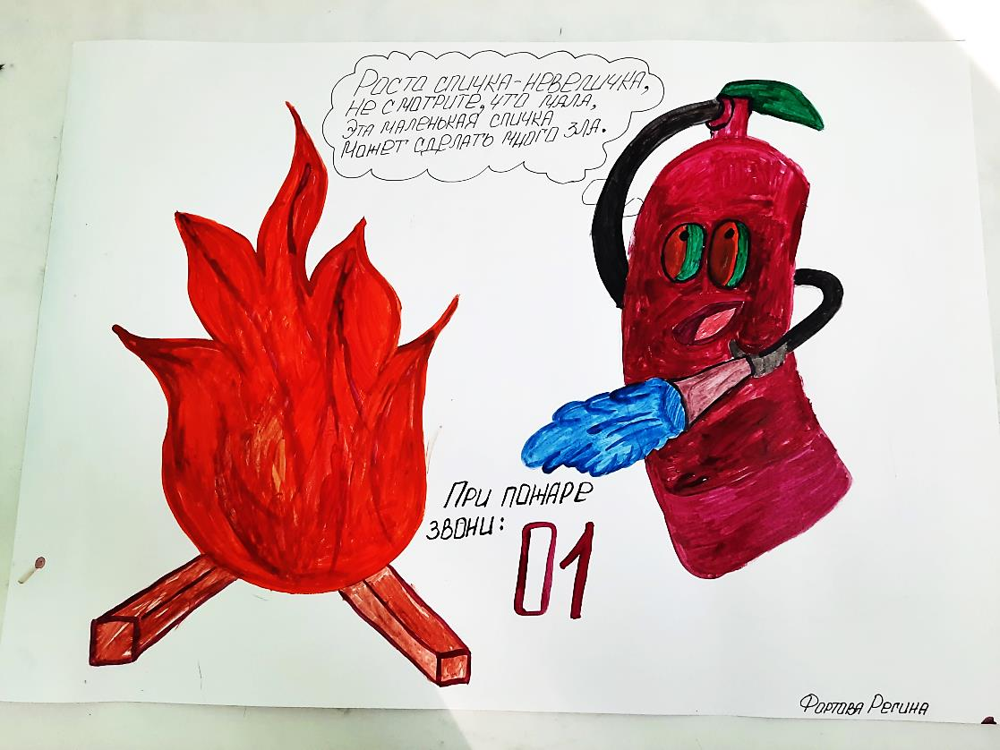 Роста спичка-невеличка,
не смотрите, что мала,
эта маленькая спичка
может сделать много зла.
При пожаре
звони:
01
Фортова Регина